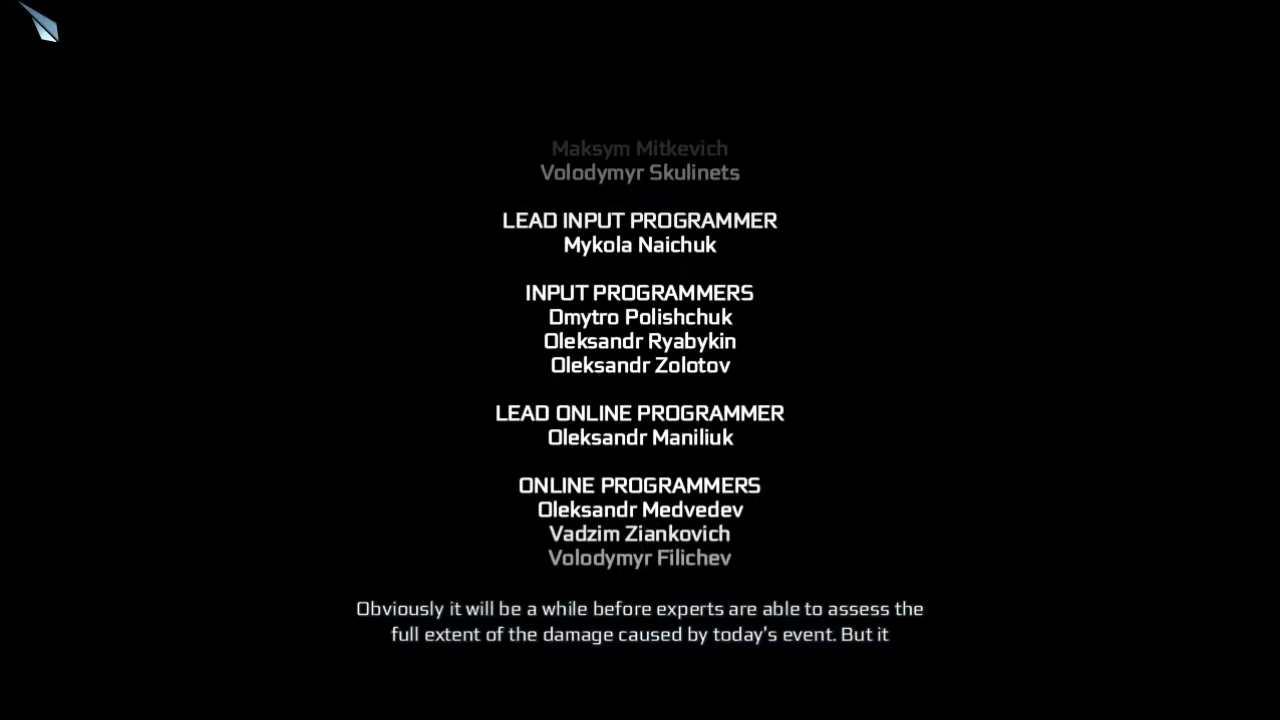 Maksym Mitkevich
Volodymyr Skulinets
LEAD INPUT PROGRAMMER
Mykola Naichuk
INPUT PROGRAMMERS
Dmytro Polishchuk
Oleksandr Ryabykin
Oleksandr Zolotov
LEAD ONLINE PROGRAMMER
Oleksandr Maniliuk
ONLINE PROGRAMMERS
Oleksandr Medvedev
Vadzim Ziankovich
Volodymyr Filichev
Obviously it will be a while before experts are able to assess the
full extent of the damage caused by today's event. But it